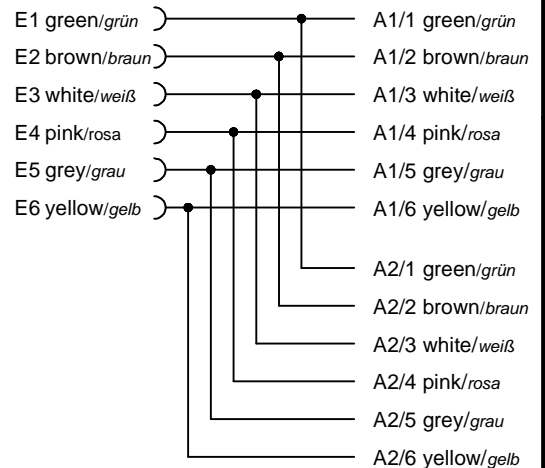 E1 green/grün
A1/1 green/grün
E2 brown/braun
A1/2 brown/braun
E3 white/weiß
A1/3 white/weiß
E4 pink/rosa
A1/4 pink/rosa
E5 grey/grau
A1/5 grey/grau
E6 yellow/gelb
A1/6 yellow/gelb
A2/1 green/grün
A2/2 brown/braun
A2/3 white/weiß
A2/4 pink/rosa
A2/5 grey/grau
A2/6 yellow/gelb